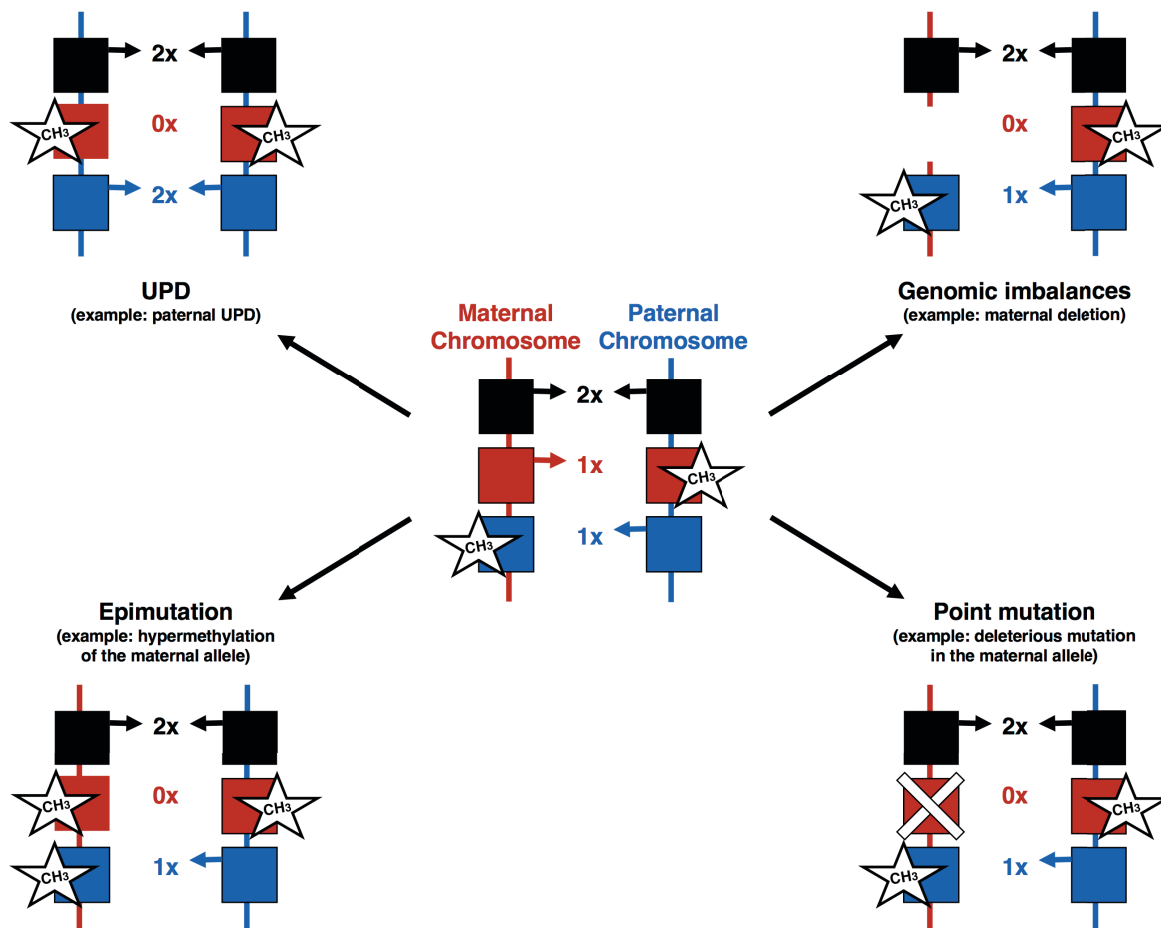 2x
CH3
0x
CH3
2x
UPD
(example: paternal UPD)
2x
0x
CH3
CH3
1x
Genomic imbalances
(example: maternal deletion)
Maternal
Chromosome
Paternal
Chromosome
2x
1x
CH3
CH3
1x
Epimutation
(example: hypermethylation
of the maternal allele)
2x
CH3
0x
CH3
CH3
1x
Point mutation
(example: deleterious mutation
in the maternal allele)
2x
0x
CH3
CH3
1x